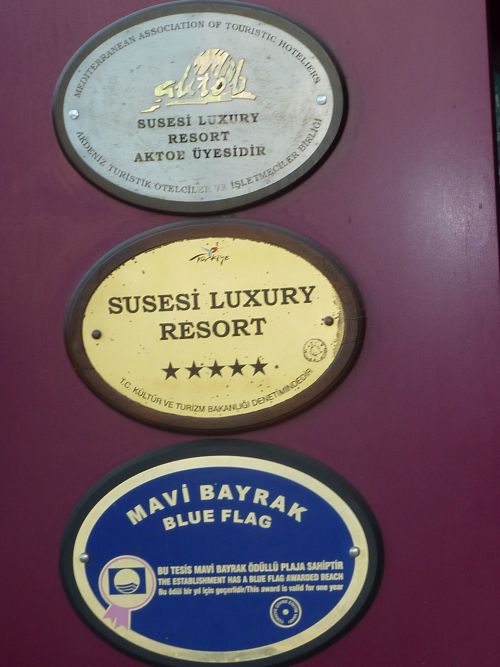 MEDITERRANEAN ASSOCIATION OF TOURISTIC HOTELIERS
aktob
SUSESİ LUXURY
RESORT
AKTOB ÜYESİDİR
AKDENİZ TURİSTİK OTELCİLER VE İŞLETMECİLER BİRLİĞİ
Türkiye
SUSESİ LUXURY
RESORT
T.C. KÜLTÜR VE TURİZM BAKANLIĞI DENETİMİNDEDİR
MAVİ BAYRAK
BLUE FLAG
BU TESİS MAVİ BAYRAK ÖDÜLLÜ PLAJA SAHİPTİR
THE ESTABLISHMENT HAS A BLUE FLAG AWARDED BEACH
Bu ödül bir yıl için geçerlidir/This award is valid for one year